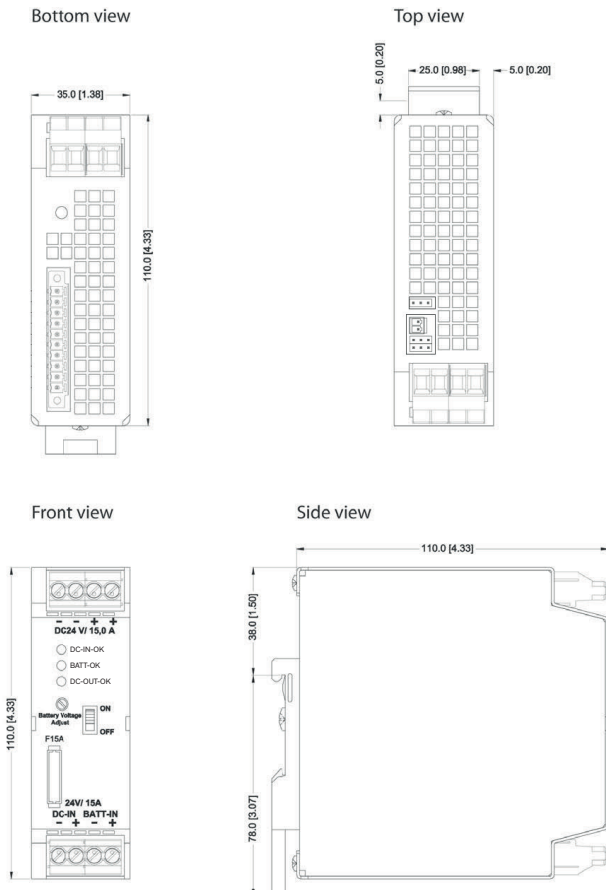 Bottom view
Top view
35.0 [1.38]
110.0 [4.33]
5.0 [0.20]
25.0 [0.98]
5.0 [0.20]
Front view
Side view
110.0 [4.33]
− − + +
DC24 V/ 15,0 A
DC-IN-OK
BATT-OK
DC-OUT-OK
Battery Voltage
Adjust
ON
OFF
F15A
24V/ 15A
DC-IN BATT-IN
− + − +
110.0 [4.33]
38.0 [1.50]
78.0 [3.07]